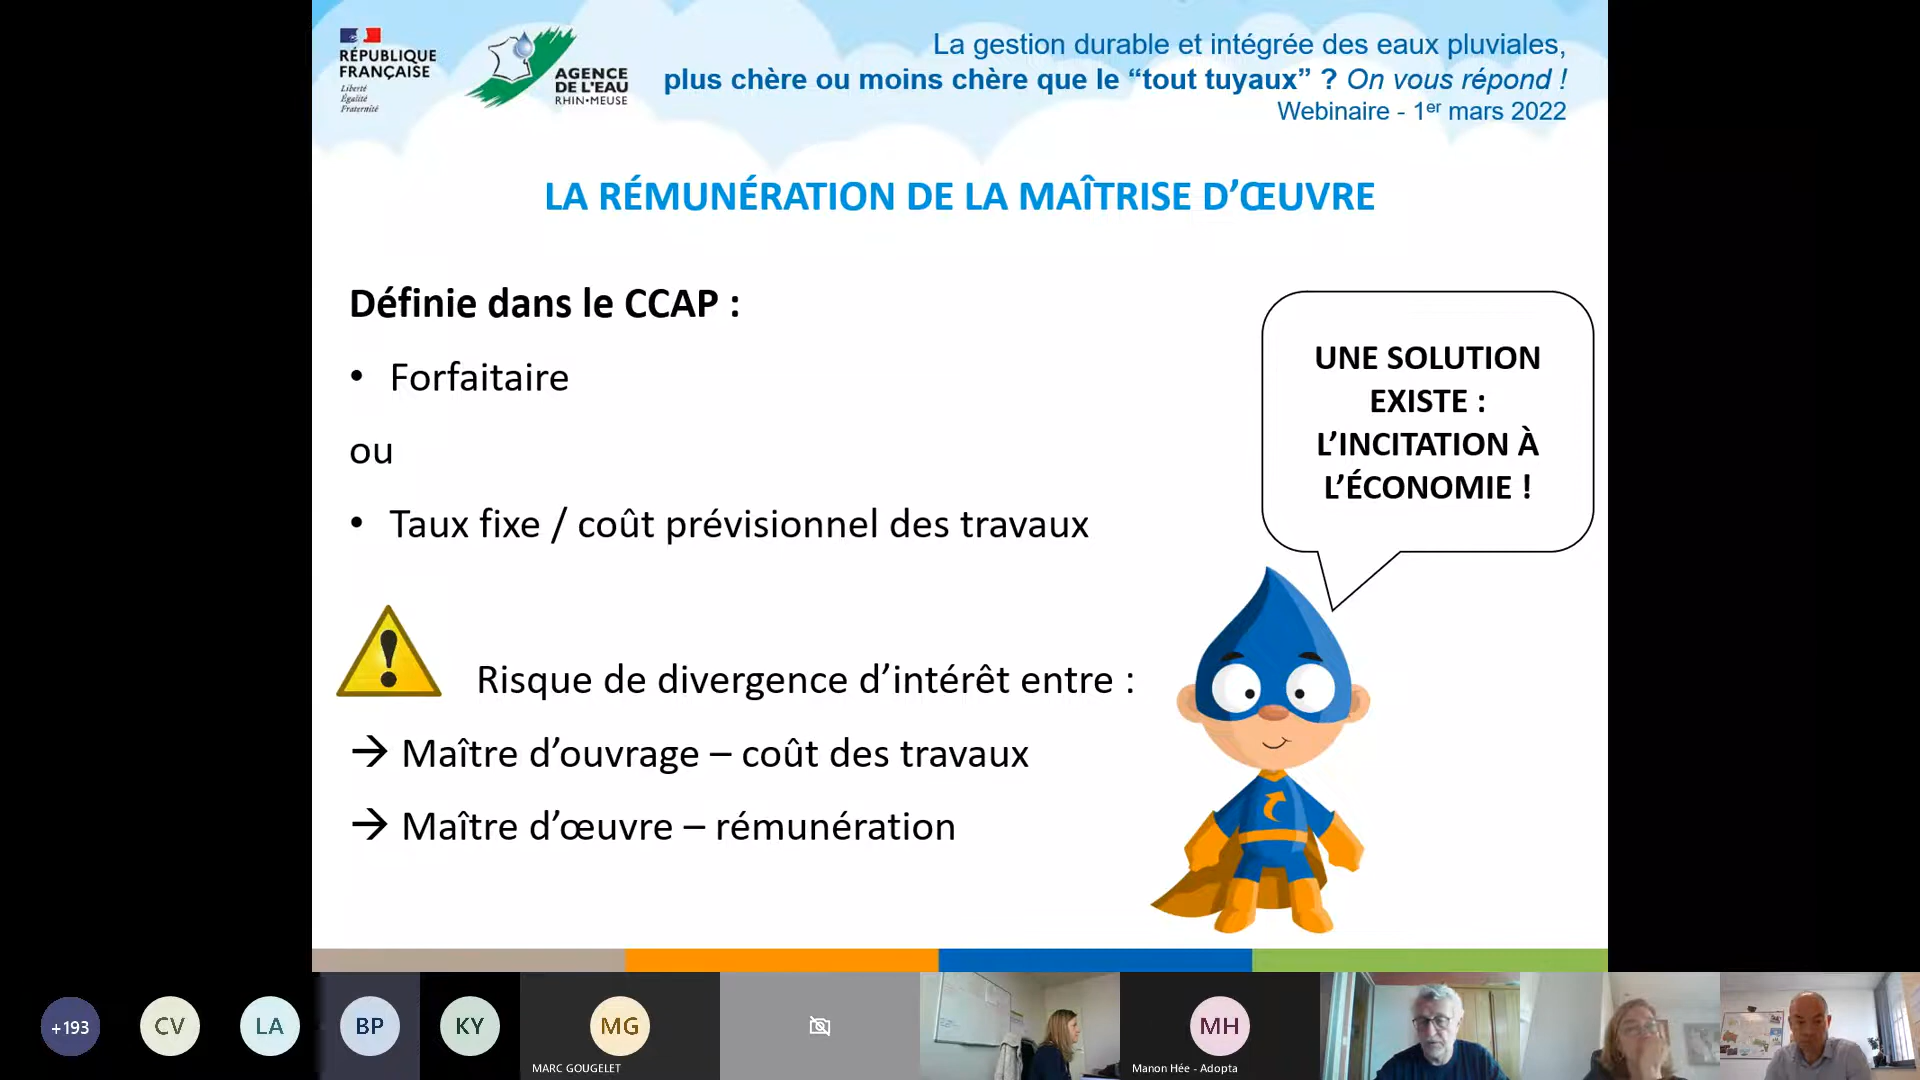 RÉPUBLIQUE
FRANÇAISE
Liberté
Égalité
Fraternité
AGENCE
DE L'EAU
RHIN•MEUSE
La gestion durable et intégrée des eaux pluviales,
plus chère ou moins chère que le “tout tuyaux” ? On vous répond !
Webinaire - 1er mars 2022
LA RÉMUNÉRATION DE LA MAÎTRISE D’ŒUVRE
Définie dans le CCAP :
• Forfaitaire
ou
• Taux fixe / coût prévisionnel des travaux
Risque de divergence d’intérêt entre :
→ Maître d’ouvrage – coût des travaux
→ Maître d’œuvre – rémunération
UNE SOLUTION
EXISTE :
L’INCITATION À
L’ÉCONOMIE !
+193
CV
LA
BP
KY
MG
MARC GOUGELET
MH
Manon Hée - Adopta